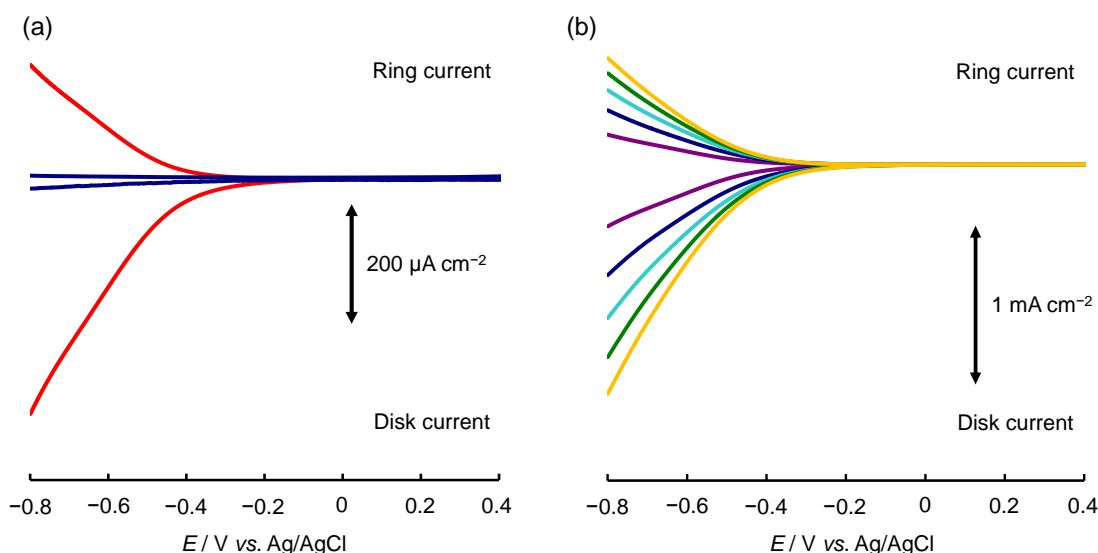 (a)
Ring current
200 µA cm⁻²
Disk current
−0.8 −0.6 −0.4 −0.2 0 0.2 0.4
E / V vs. Ag/AgCl
(b)
Ring current
1 mA cm⁻²
Disk current
−0.8 −0.6 −0.4 −0.2 0 0.2 0.4
E / V vs. Ag/AgCl